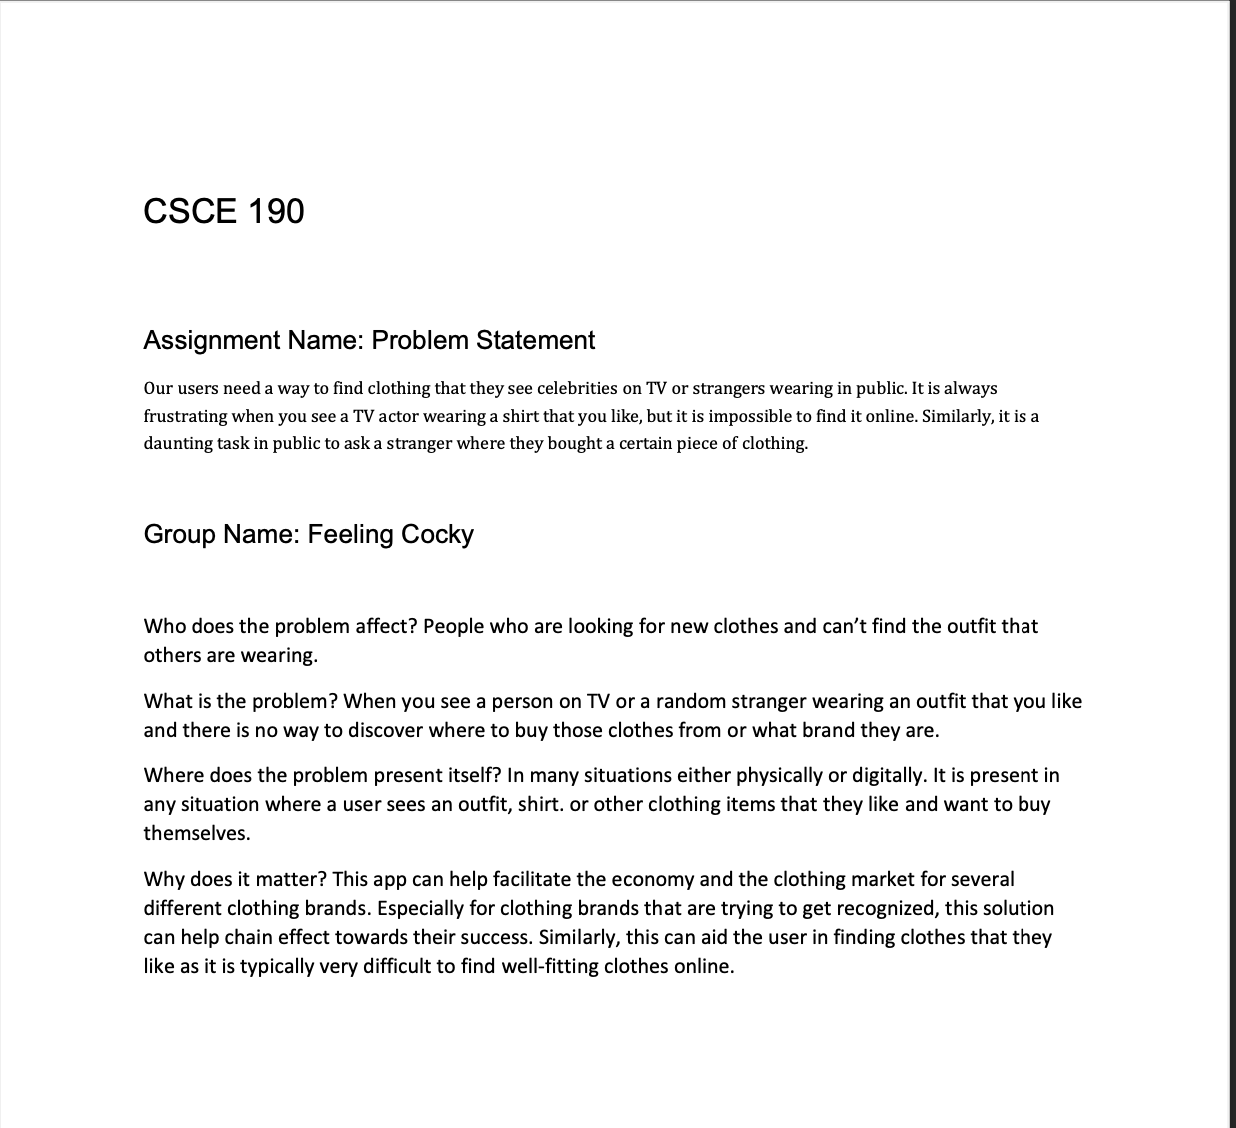 CSCE 190
Assignment Name: Problem Statement
Our users need a way to find clothing that they see celebrities on TV or strangers wearing in public. It is always
frustrating when you see a TV actor wearing a shirt that you like, but it is impossible to find it online. Similarly, it is a
daunting task in public to ask a stranger where they bought a certain piece of clothing.
Group Name: Feeling Cocky
Who does the problem affect? People who are looking for new clothes and can’t find the outfit that
others are wearing.
What is the problem? When you see a person on TV or a random stranger wearing an outfit that you like
and there is no way to discover where to buy those clothes from or what brand they are.
Where does the problem present itself? In many situations either physically or digitally. It is present in
any situation where a user sees an outfit, shirt. or other clothing items that they like and want to buy
themselves.
Why does it matter? This app can help facilitate the economy and the clothing market for several
different clothing brands. Especially for clothing brands that are trying to get recognized, this solution
can help chain effect towards their success. Similarly, this can aid the user in finding clothes that they
like as it is typically very difficult to find well-fitting clothes online.